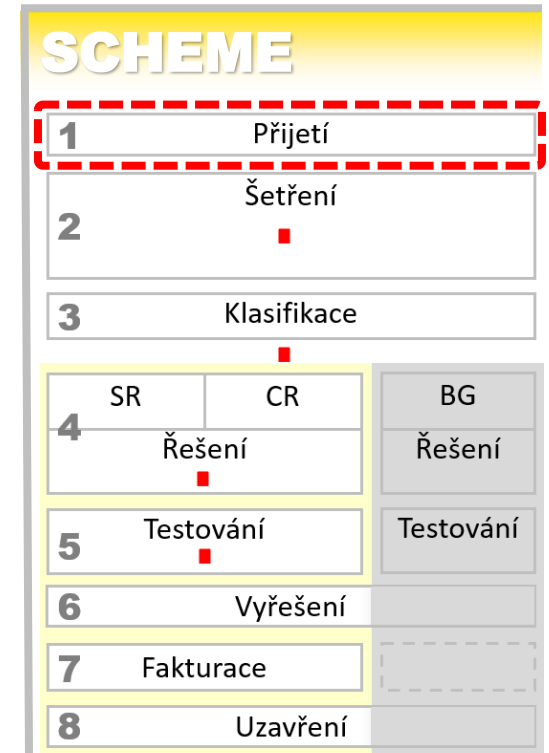 SCHEME
1 Přijetí
Šetření
2
3 Klasifikace
SR CR BG
4
Řešení Řešení
5 Testování Testování
6 Vyřešení
7 Fakturace
8 Uzavření